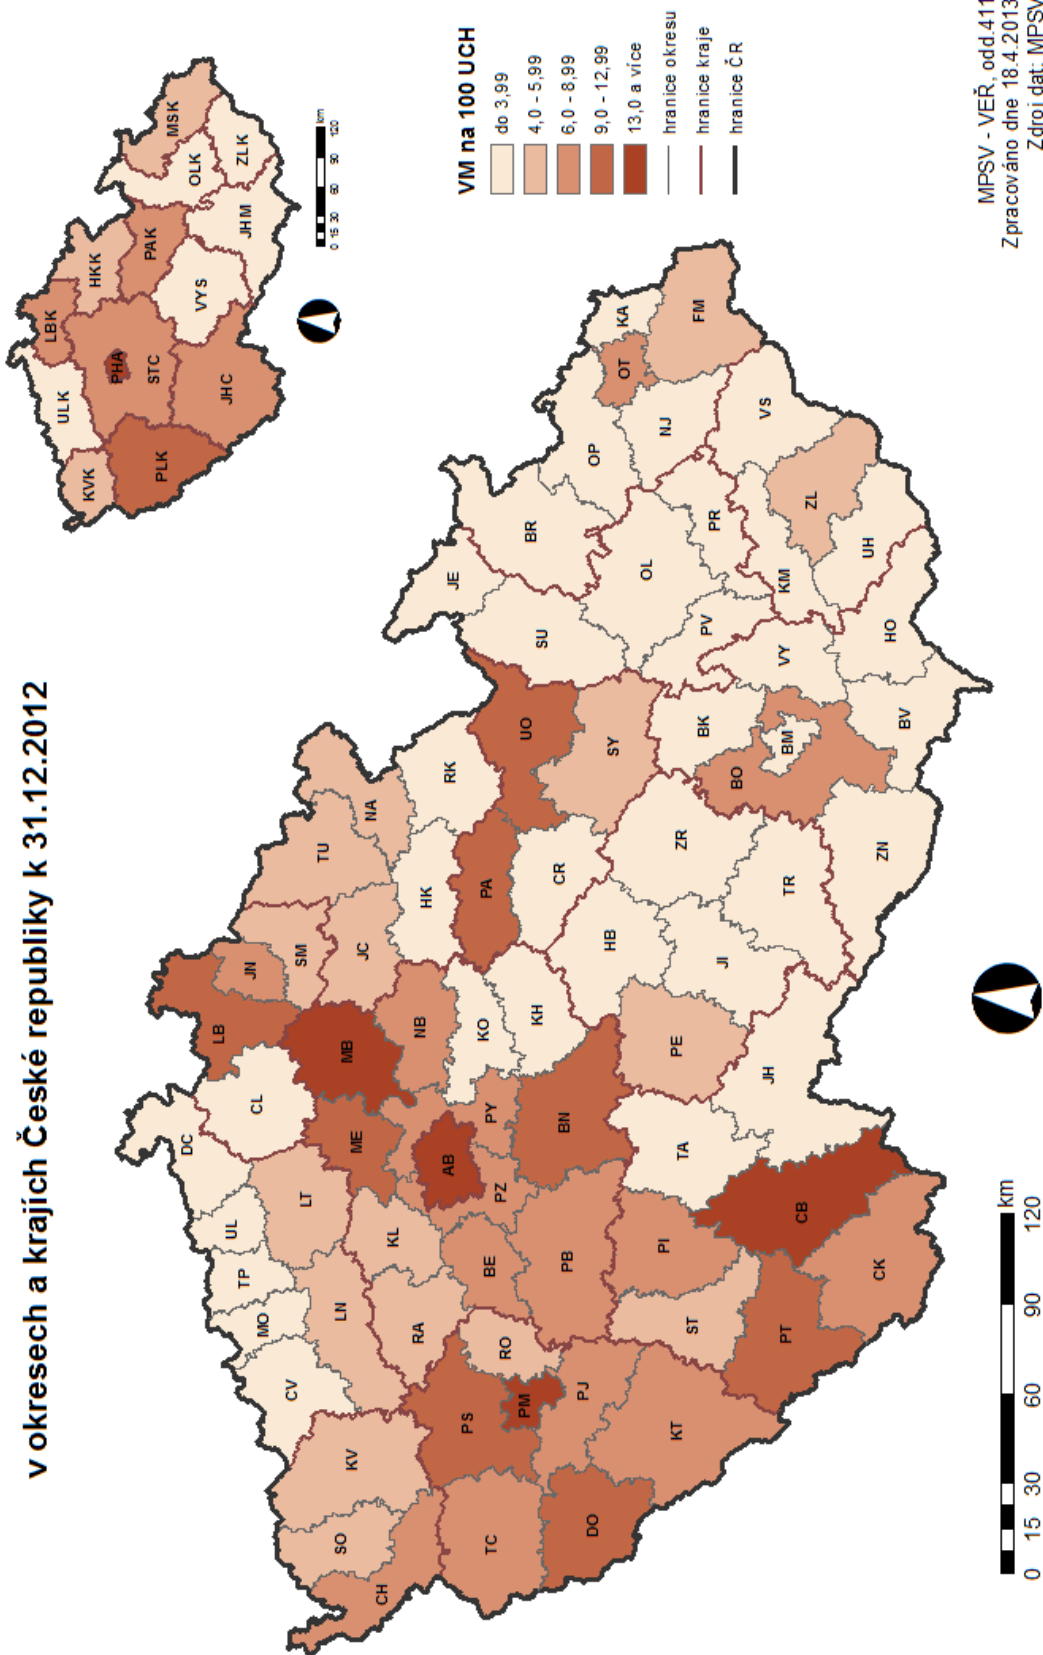 v okresech a krajích České republiky k 31.12.2012
KVK
ULK
LBK
HKK
PLK
PHA
STC
PAK
MSK
OLK
JHC
VYS
JHM
ZLK
0 15 30 60 90 120
km
VM na 100 UCH
do 3,99
4,0 - 5,99
6,0 - 8,99
9,0 - 12,99
13,0 a více
hranice okresu
hranice kraje
hranice ČR
DC
LB
JN
UL
CL
SM
TP
TU
MO
LT
CV
LN
ME
MB
JC
NA
KV
SO
KL
NB
HK
RK
JE
CH
RA
AB
KO
TC
PS
RO
BE
PZ
PY
PA
UO
SU
BR
PM
KH
CR
DO
PJ
PB
BN
HB
SY
OL
OP
OT
KA
KT
ST
PI
PE
ZR
BK
PV
PR
NJ
FM
PT
TA
JI
BO
BM
VY
KM
VS
CB
JH
TR
ZL
CK
ZN
BV
HO
UH
0 15 30 60 90 120
km
MPSV - VEŘ, odd.411
Zpracováno dne 18.4.2013
Zdroj dat: MPSV